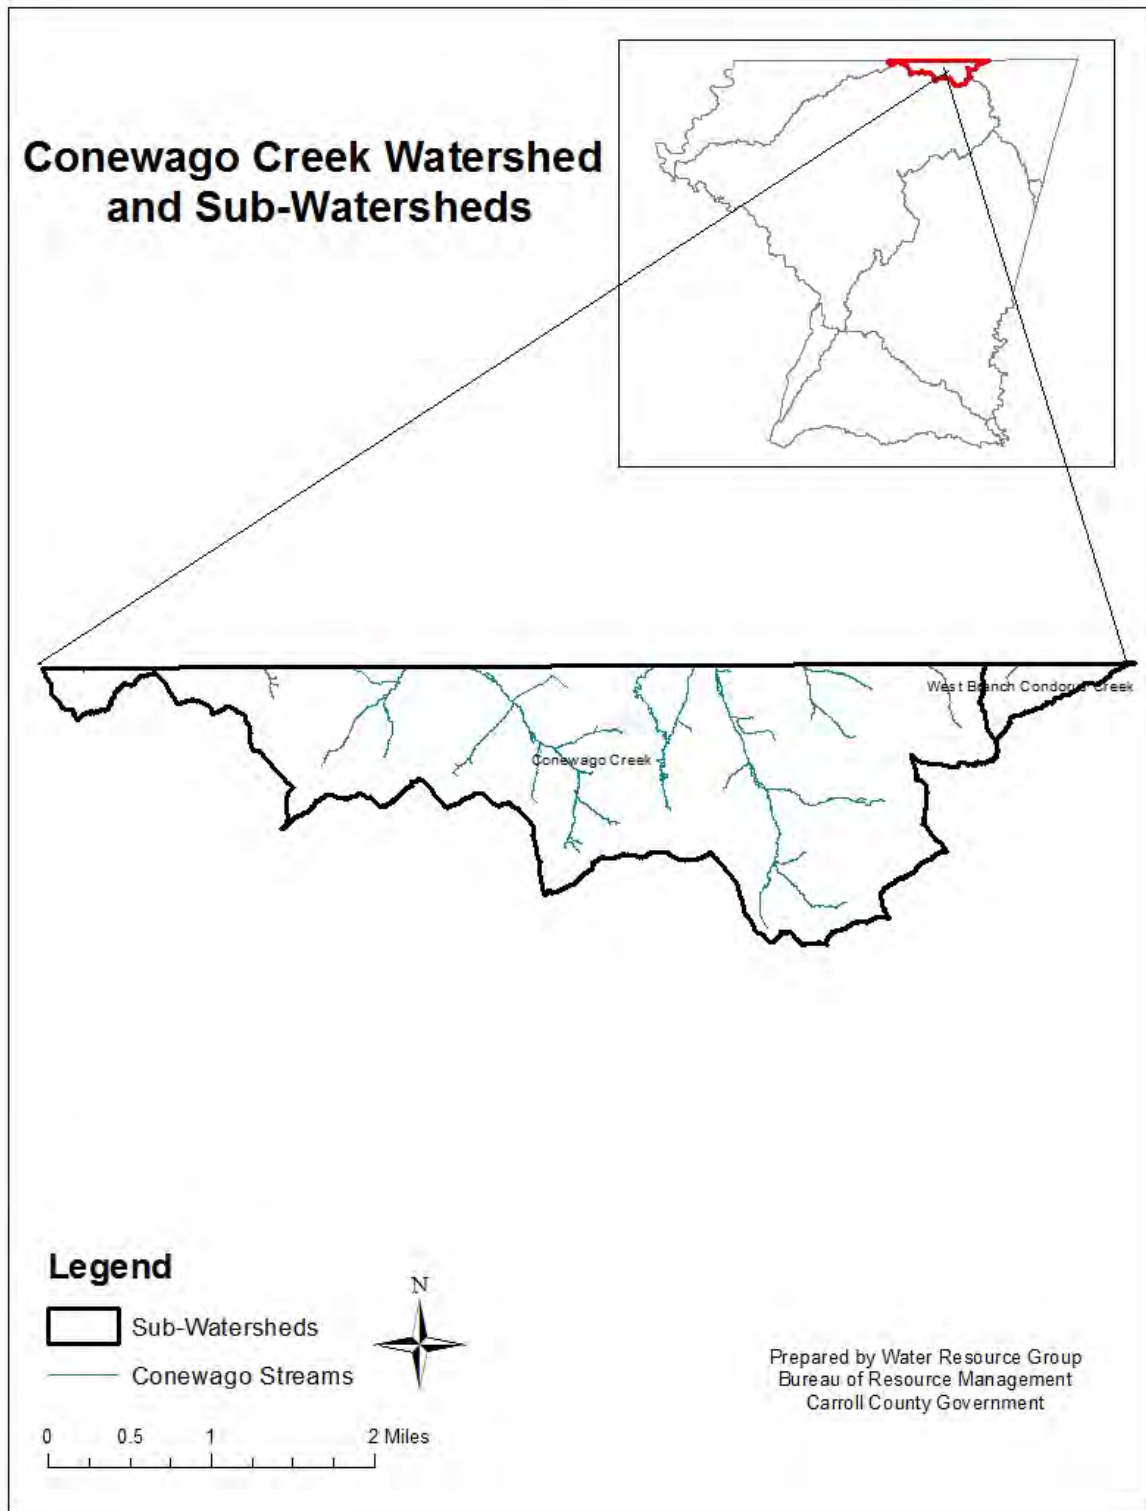 Conewago Creek Watershed
and Sub-Watersheds
West Branch Condorus Creek
Conewago Creek
Legend
Sub-Watersheds
Conewago Streams
N
0 0.5 1 2 Miles
Prepared by Water Resource Group
Bureau of Resource Management
Carroll County Government